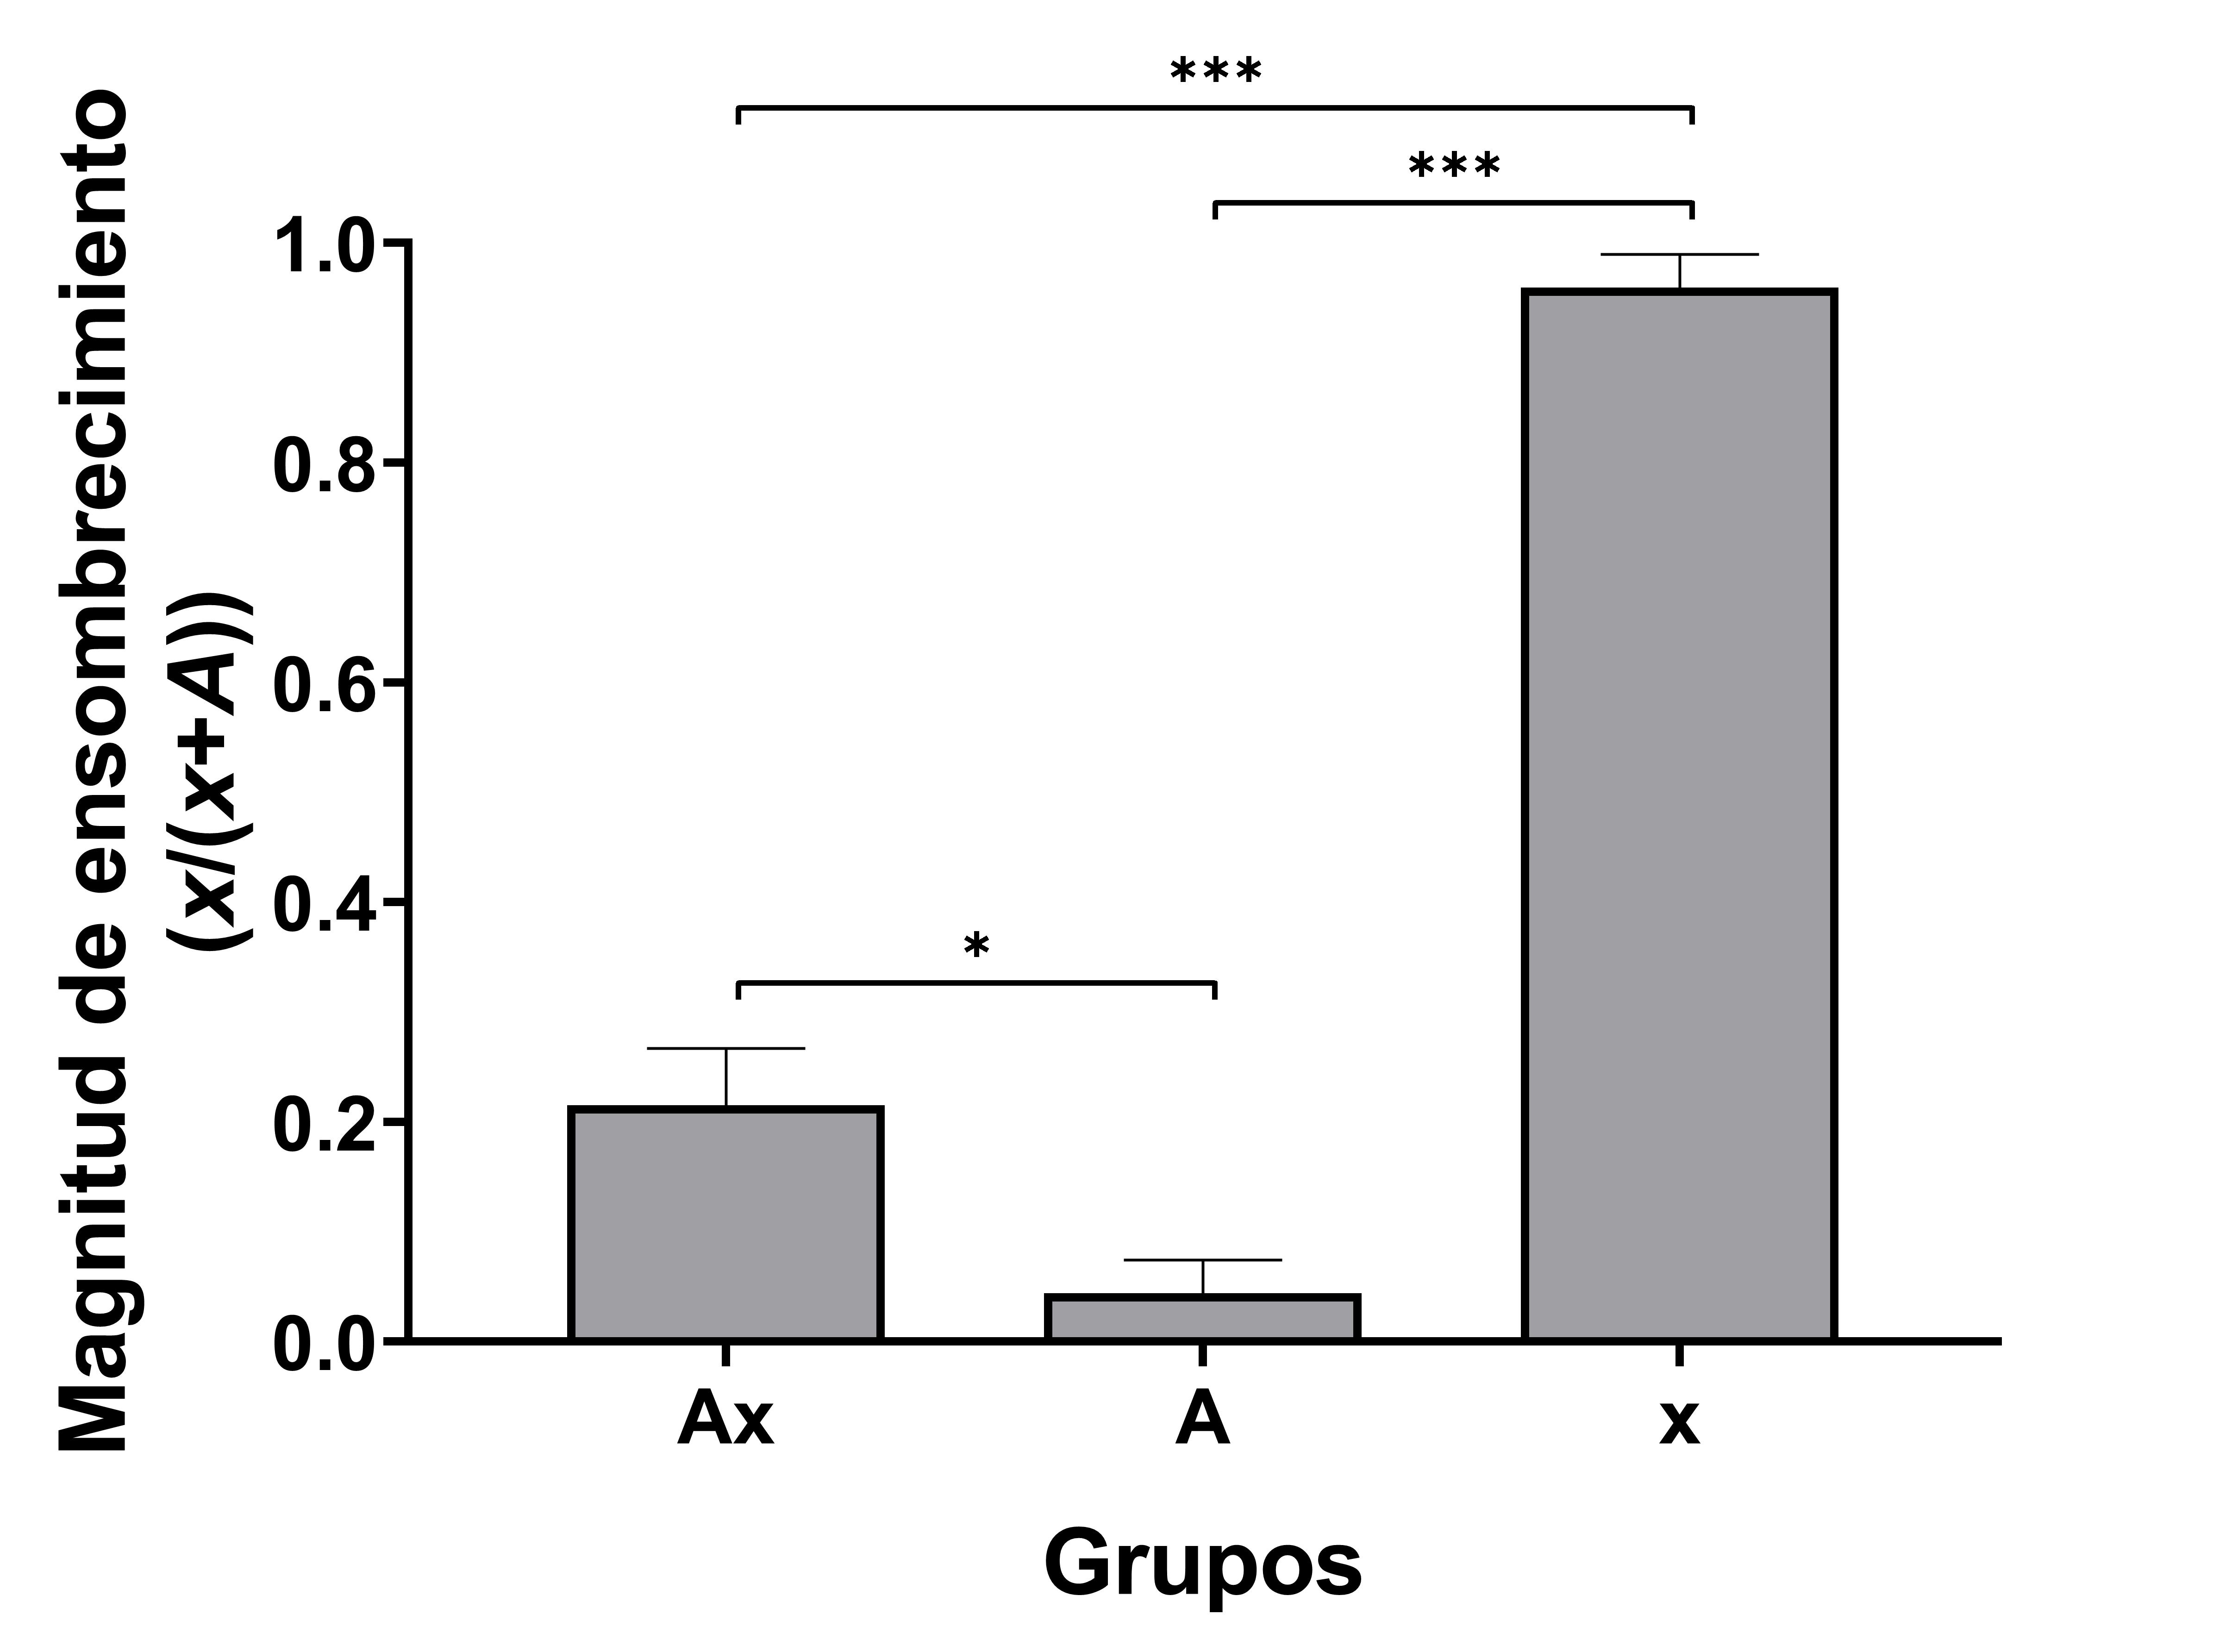 Magnitud de ensombrecimiento
(x/(x+A))
***
***
1.0
0.8
0.6
0.4
*
0.2
0.0
Ax A x
Grupos